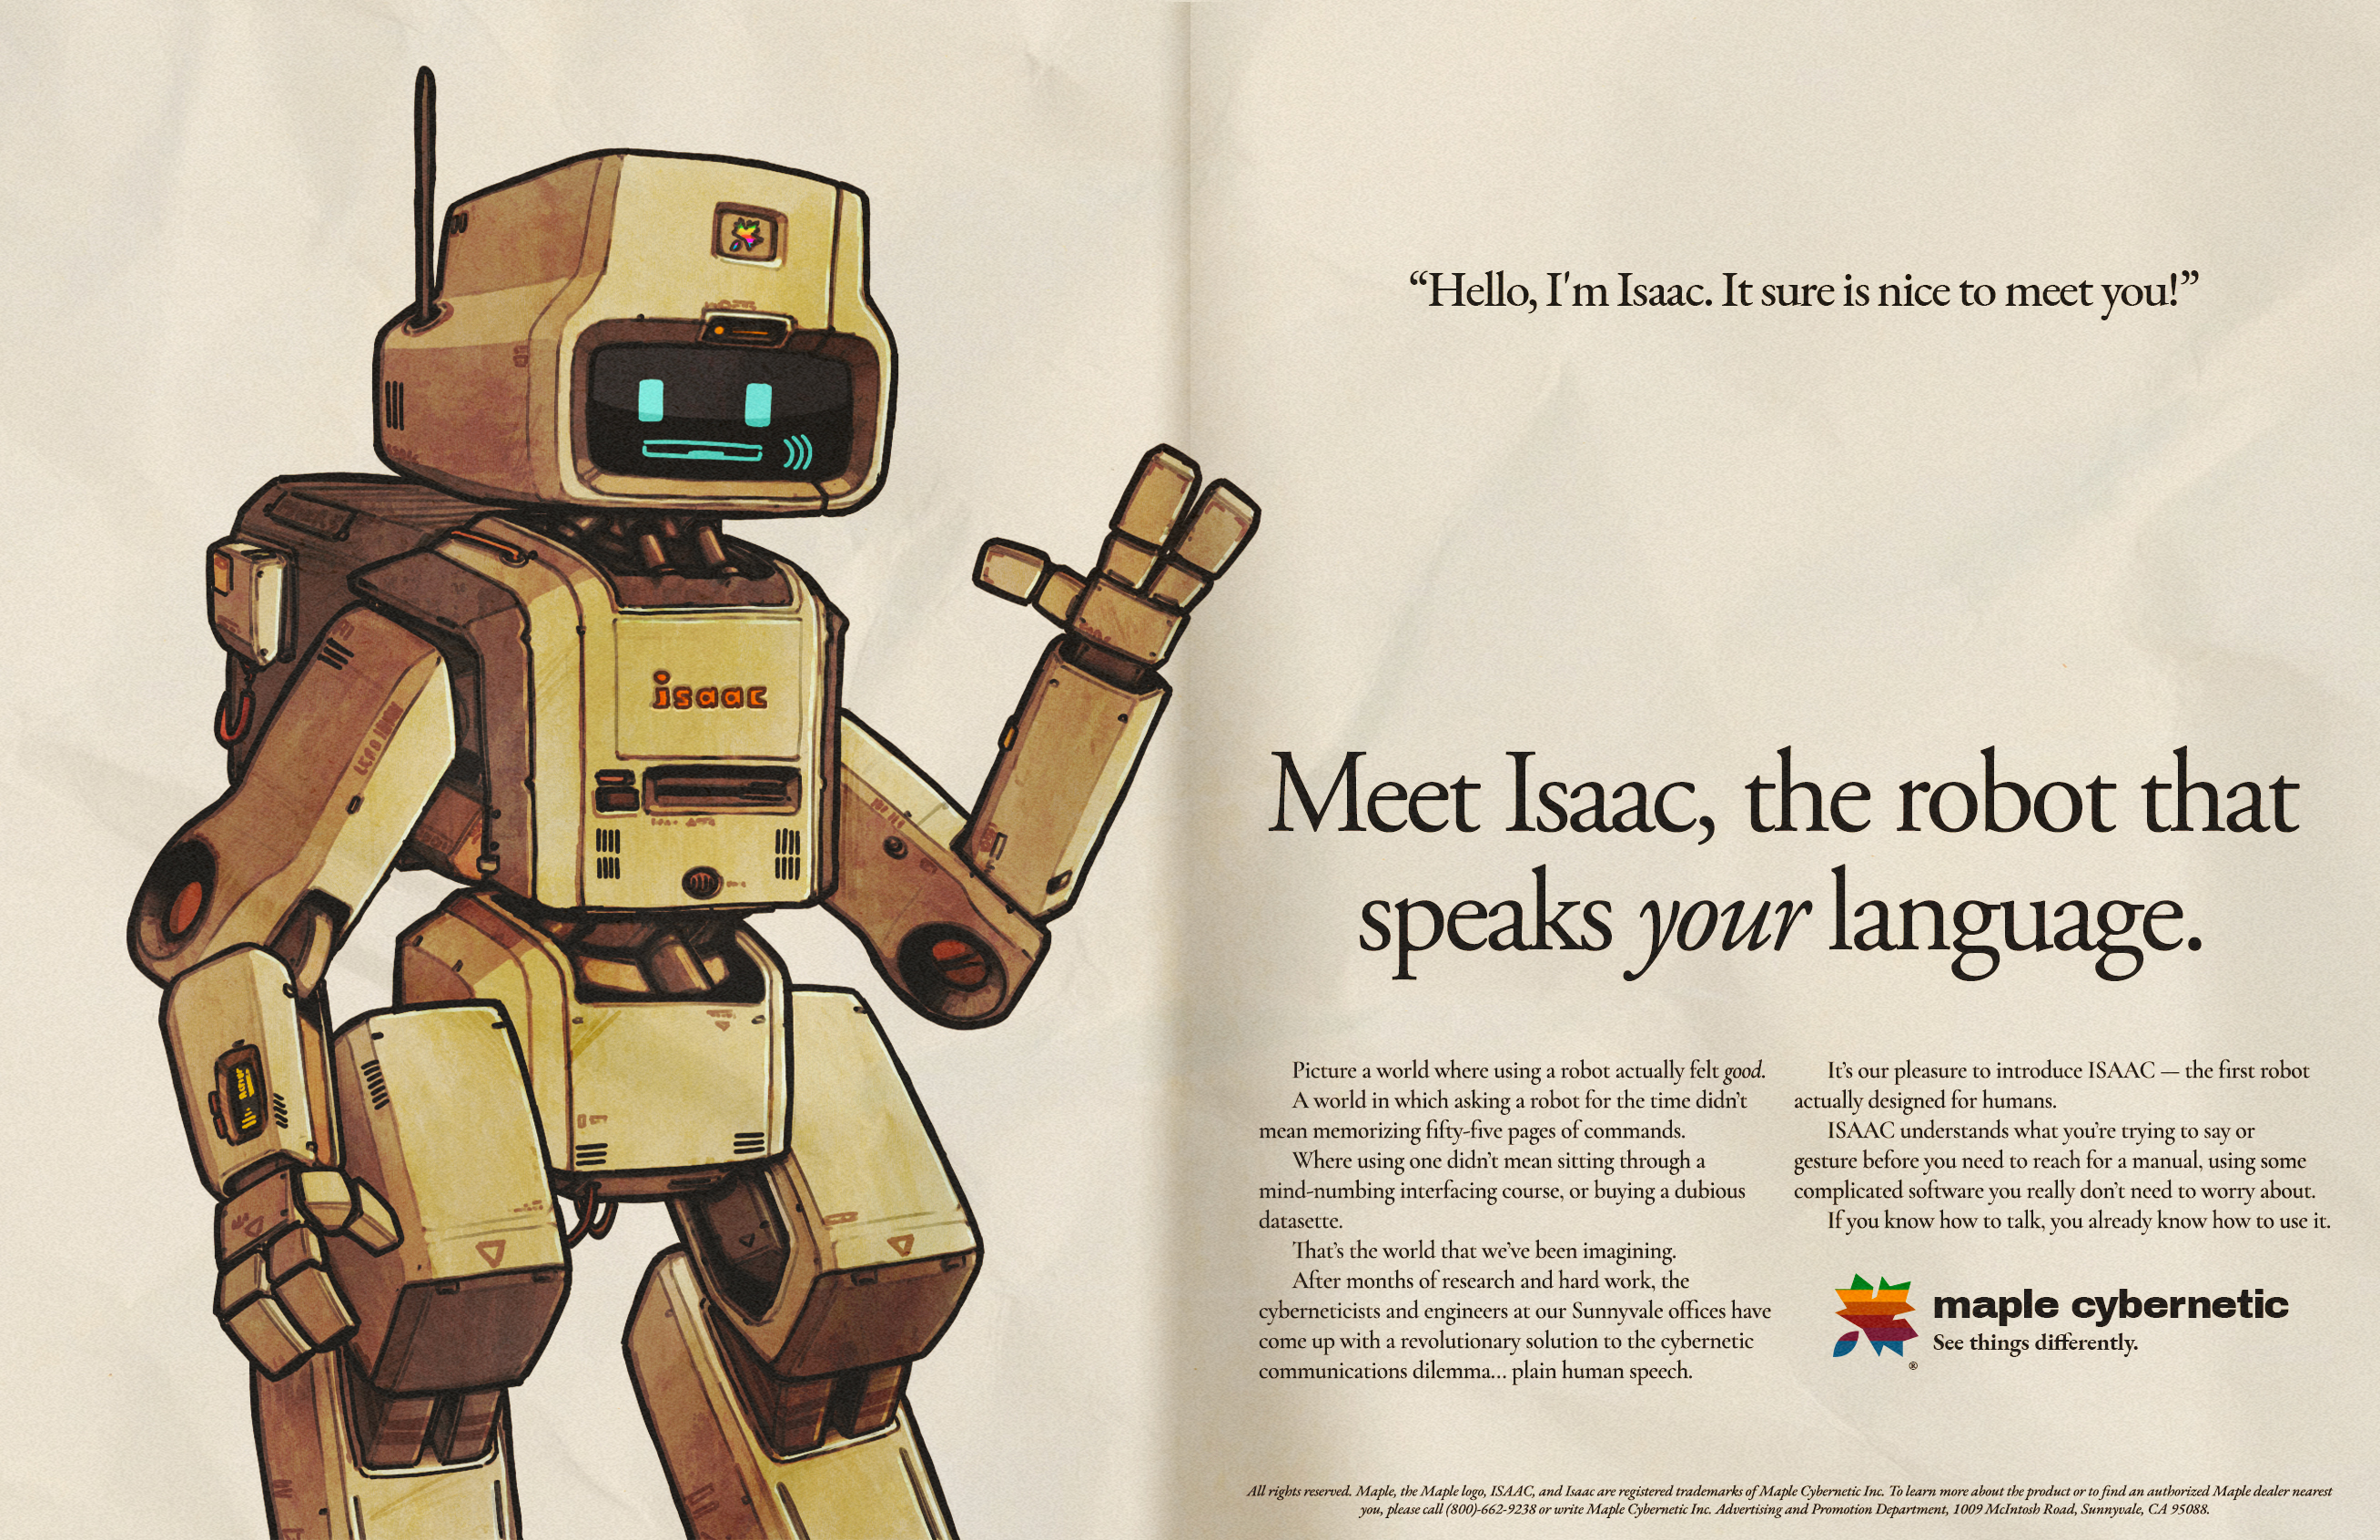 isaac
“Hello, I'm Isaac. It sure is nice to meet you!”
Meet Isaac, the robot that
speaks your language.
Picture a world where using a robot actually felt good.
A world in which asking a robot for the time didn’t
mean memorizing fifty-five pages of commands.
Where using one didn’t mean sitting through a
mind-numbing interfacing course, or buying a dubious
datasette.
That’s the world that we’ve been imagining.
After months of research and hard work, the
cyberneticists and engineers at our Sunnyvale offices have
come up with a revolutionary solution to the cybernetic
communications dilemma... plain human speech.
It’s our pleasure to introduce ISAAC — the first robot
actually designed for humans.
ISAAC understands what you’re trying to say or
gesture before you need to reach for a manual, using some
complicated software you really don’t need to worry about.
If you know how to talk, you already know how to use it.
maple cybernetic
See things differently.
®
All rights reserved. Maple, the Maple logo, ISAAC, and Isaac are registered trademarks of Maple Cybernetic Inc. To learn more about the product or to find an authorized Maple dealer nearest
you, please call (800)-662-9238 or write Maple Cybernetic Inc. Advertising and Promotion Department, 1009 McIntosh Road, Sunnyvale, CA 95088.